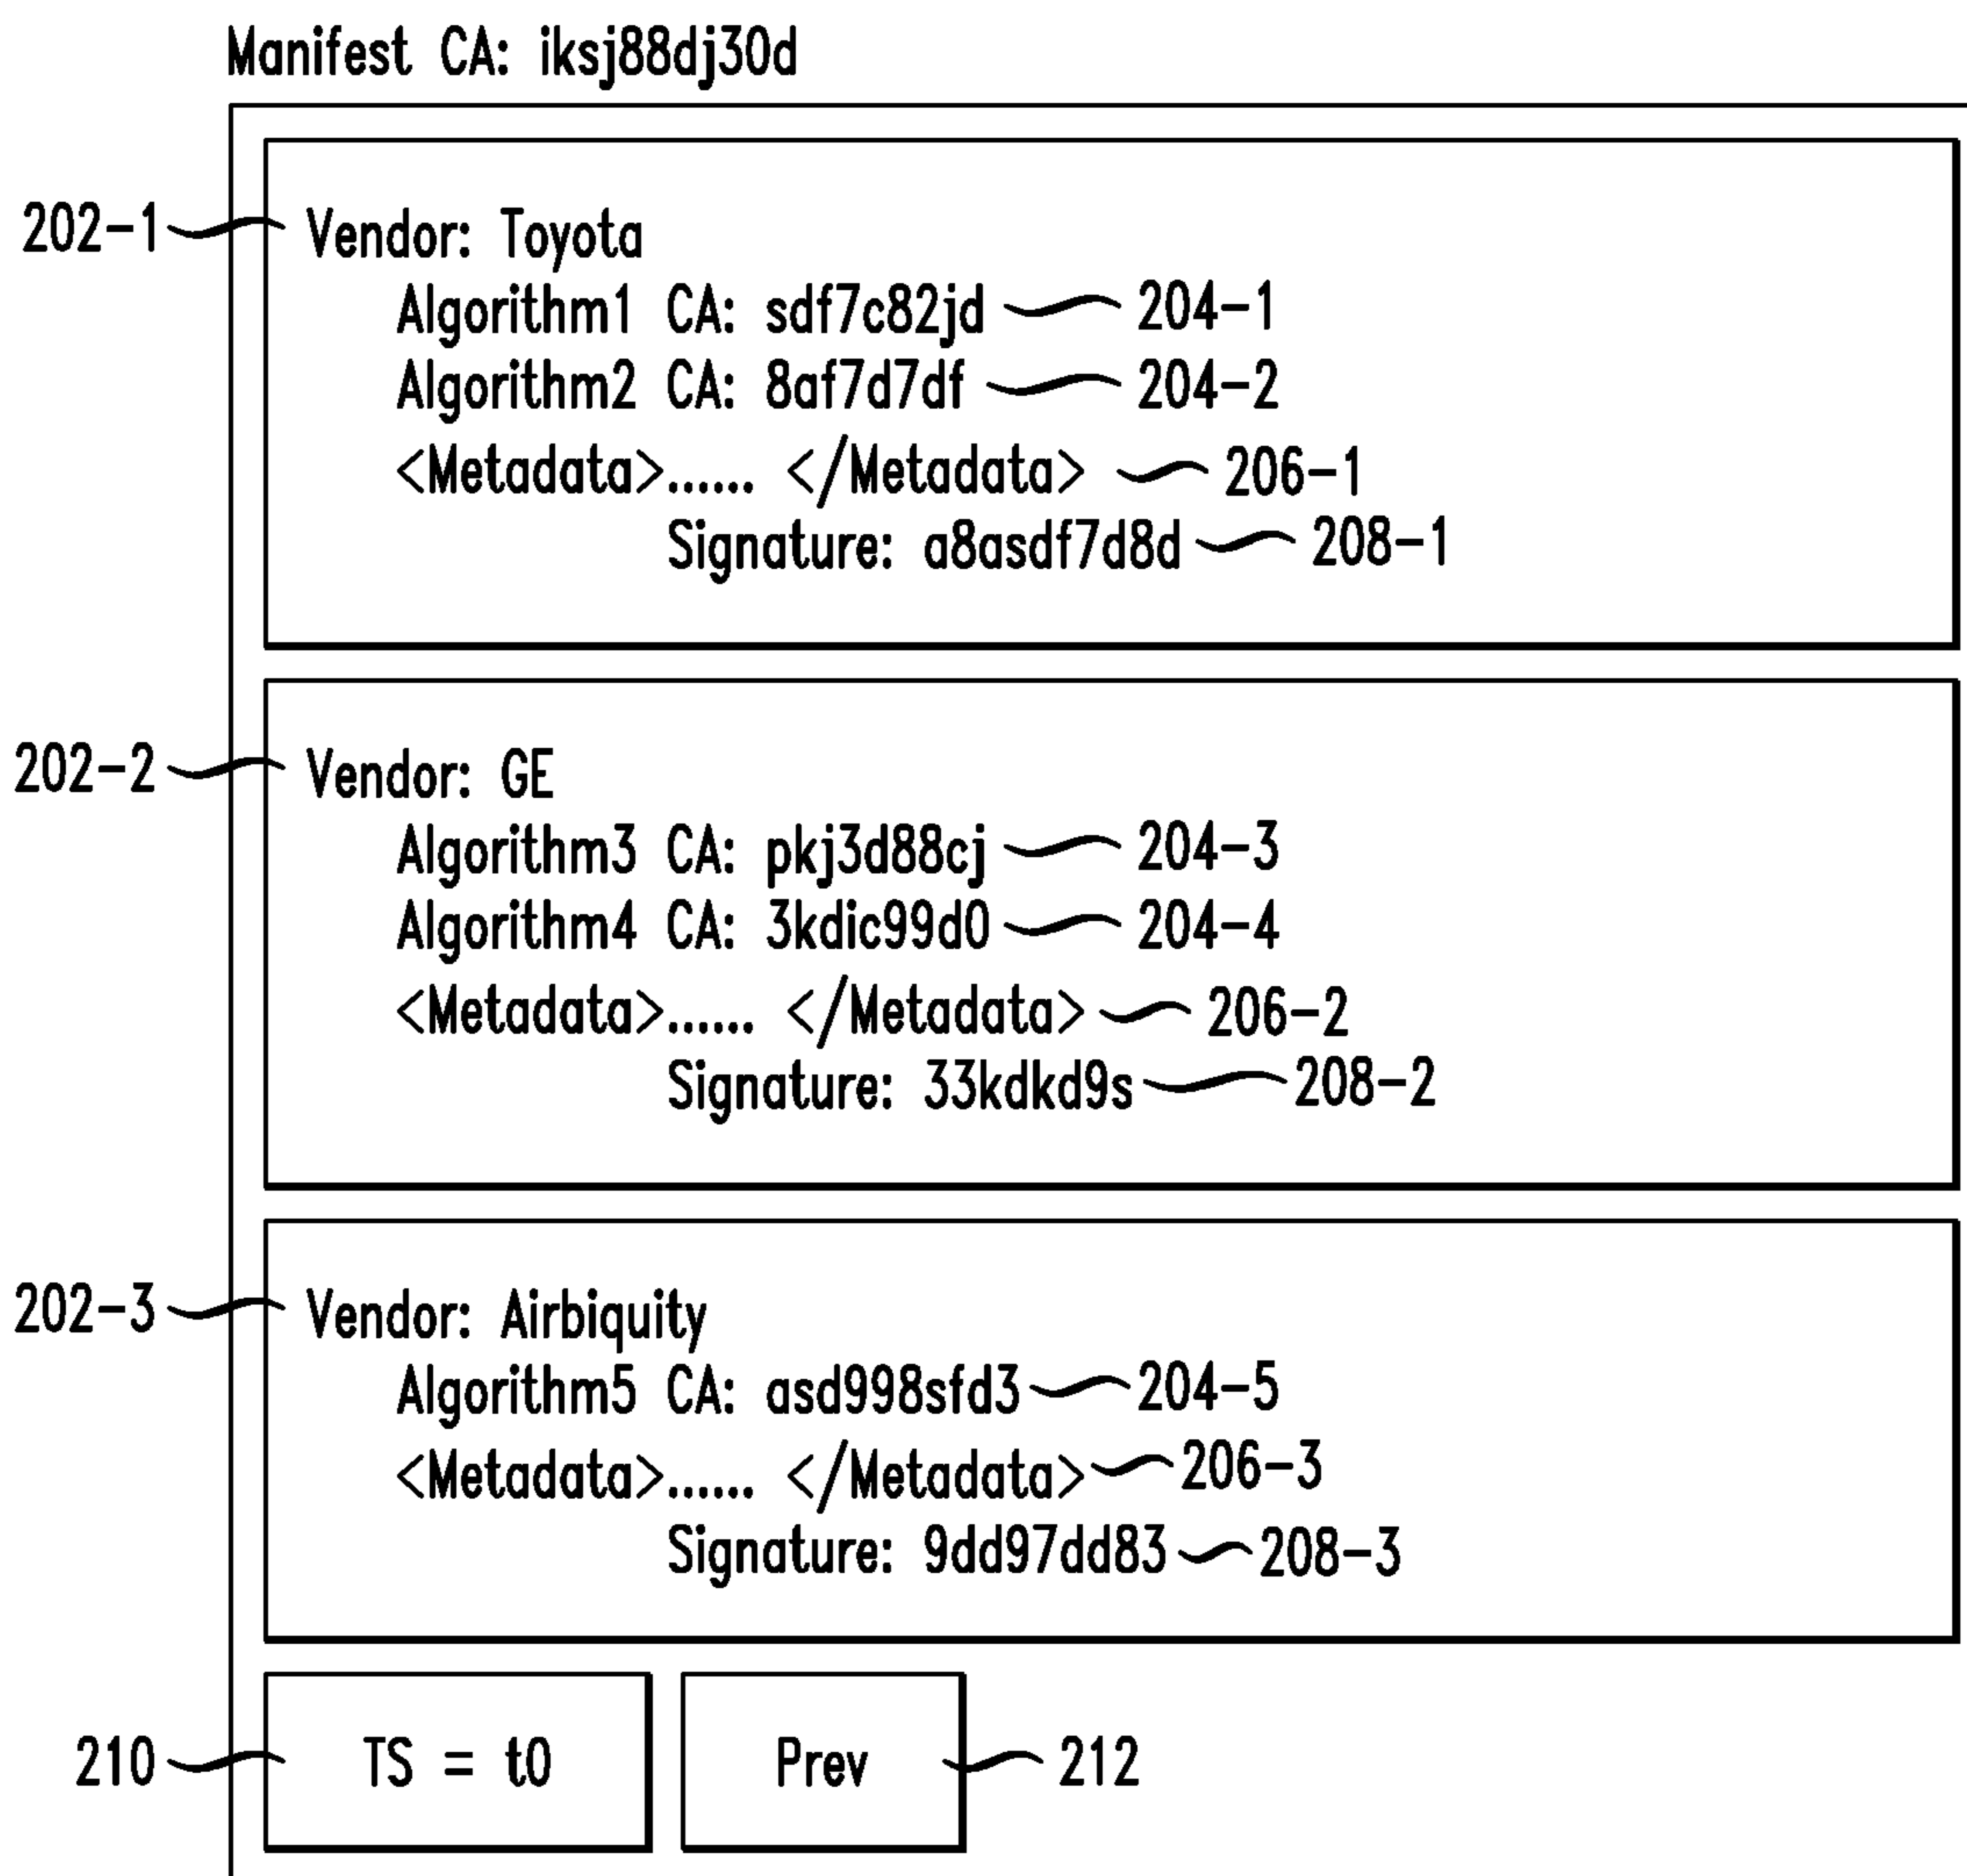 Manifest CA: iksj88dj30d
202-1 Vendor: Toyota
Algorithm1 CA: sdf7c82jd 204-1
Algorithm2 CA: 8af7d7df 204-2
<Metadata>...... </Metadata> 206-1
Signature: a8asdf7d8d 208-1
202-2 Vendor: GE
Algorithm3 CA: pkj3d88cj 204-3
Algorithm4 CA: 3kdic99d0 204-4
<Metadata>...... </Metadata> 206-2
Signature: 33kdkd9s 208-2
202-3 Vendor: Airbiquity
Algorithm5 CA: asd998sfd3 204-5
<Metadata>...... </Metadata> 206-3
Signature: 9dd97dd83 208-3
210 TS = t0 Prev 212